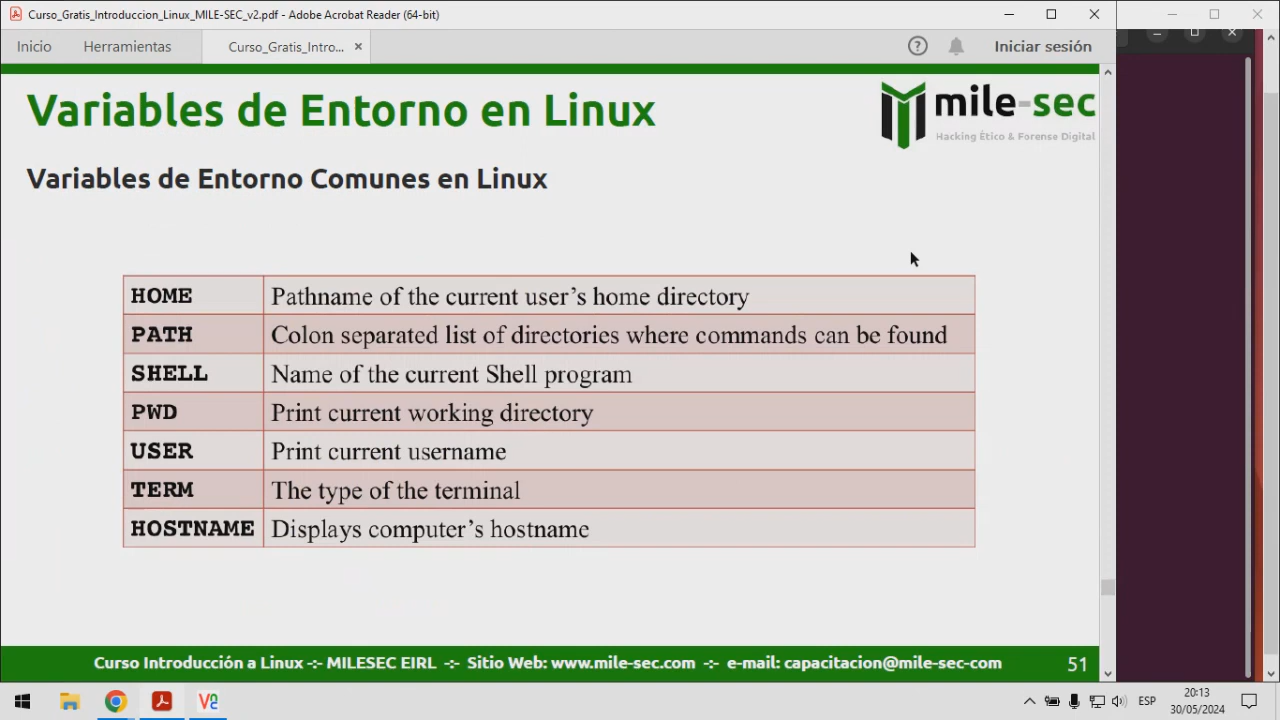 Curso_Gratis_Introduccion_Linux_MILE-SEC_v2.pdf - Adobe Acrobat Reader (64-bit)
Inicio
Herramientas
Curso_Gratis_Intro...
Iniciar sesión
Variables de Entorno en Linux
mile-sec
Hacking Ético & Forense Digital
Variables de Entorno Comunes en Linux
HOME Pathname of the current user's home directory
PATH Colon separated list of directories where commands can be found
SHELL Name of the current Shell program
PWD Print current working directory
USER Print current username
TERM The type of the terminal
HOSTNAME Displays computer's hostname
Curso Introducción a Linux -:- MILESEC EIRL -:- Sitio Web: www.mile-sec.com -:- e-mail: capacitacion@mile-sec-com 51
ESP
20:13
30/05/2024